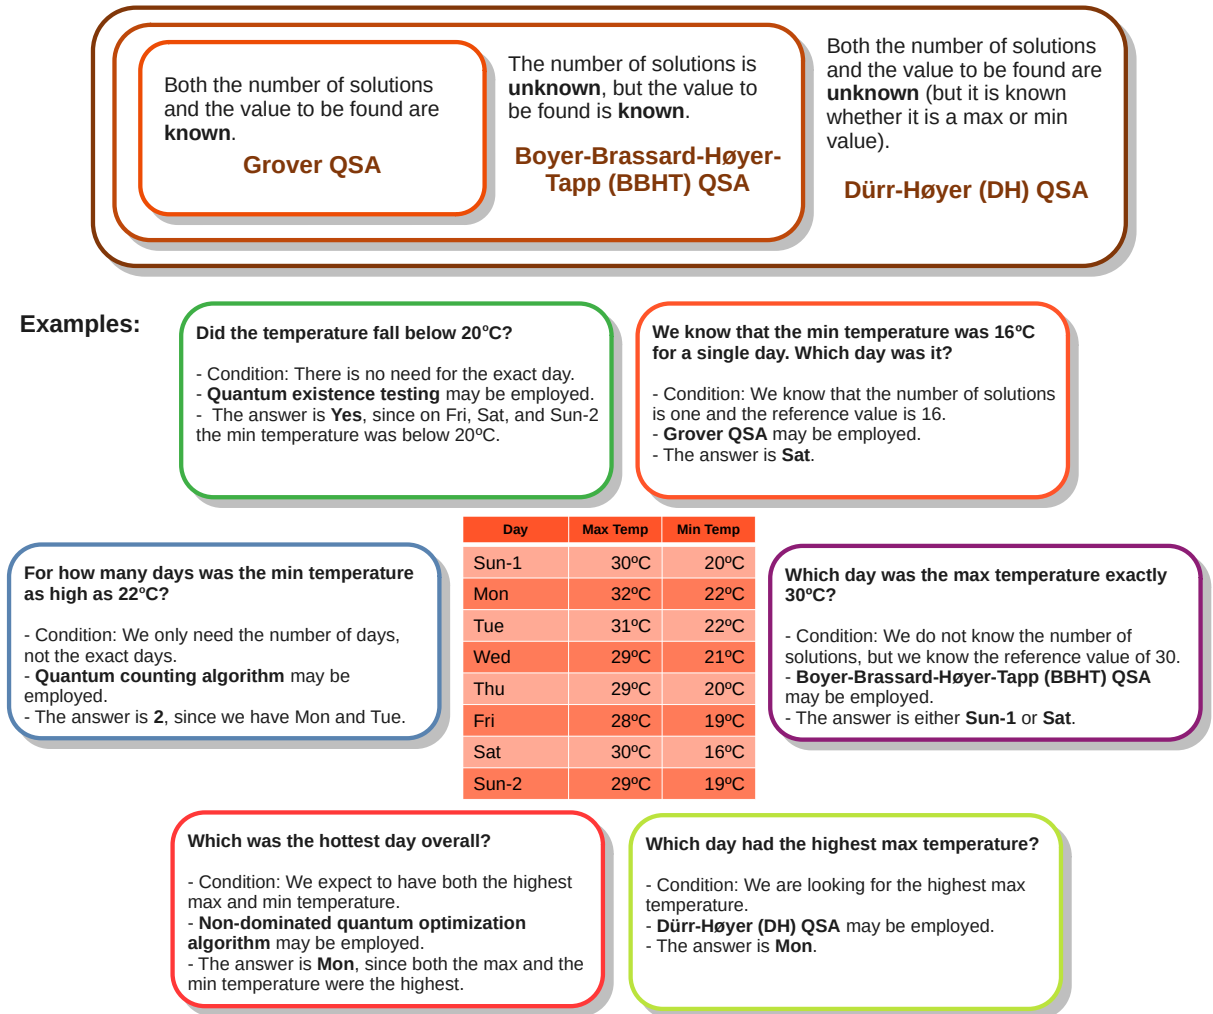 Both the number of solutions
and the value to be found are
known.
Grover QSA
The number of solutions is
unknown, but the value to
be found is known.
Boyer-Brassard-Høyer-
Tapp (BBHT) QSA
Both the number of solutions
and the value to be found are
unknown (but it is known
whether it is a max or min
value).
Dürr-Høyer (DH) QSA
Examples:
Did the temperature fall below 20ºC?
- Condition: There is no need for the exact day.
- Quantum existence testing may be employed.
- The answer is Yes, since on Fri, Sat, and Sun-2
the min temperature was below 20ºC.
We know that the min temperature was 16ºC
for a single day. Which day was it?
- Condition: We know that the number of solutions
is one and the reference value is 16.
- Grover QSA may be employed.
- The answer is Sat.
For how many days was the min temperature
as high as 22ºC?
- Condition: We only need the number of days,
not the exact days.
- Quantum counting algorithm may be
employed.
- The answer is 2, since we have Mon and Tue.
Day Max Temp Min Temp
Sun-1 30ºC 20ºC
Mon 32ºC 22ºC
Tue 31ºC 22ºC
Wed 29ºC 21ºC
Thu 29ºC 20ºC
Fri 28ºC 19ºC
Sat 30ºC 16ºC
Sun-2 29ºC 19ºC
Which day was the max temperature exactly
30ºC?
- Condition: We do not know the number of
solutions, but we know the reference value of 30.
- Boyer-Brassard-Høyer-Tapp (BBHT) QSA
may be employed.
- The answer is either Sun-1 or Sat.
Which was the hottest day overall?
- Condition: We expect to have both the highest
max and min temperature.
- Non-dominated quantum optimization
algorithm may be employed.
- The answer is Mon, since both the max and the
min temperature were the highest.
Which day had the highest max temperature?
- Condition: We are looking for the highest max
temperature.
- Dürr-Høyer (DH) QSA may be employed.
- The answer is Mon.